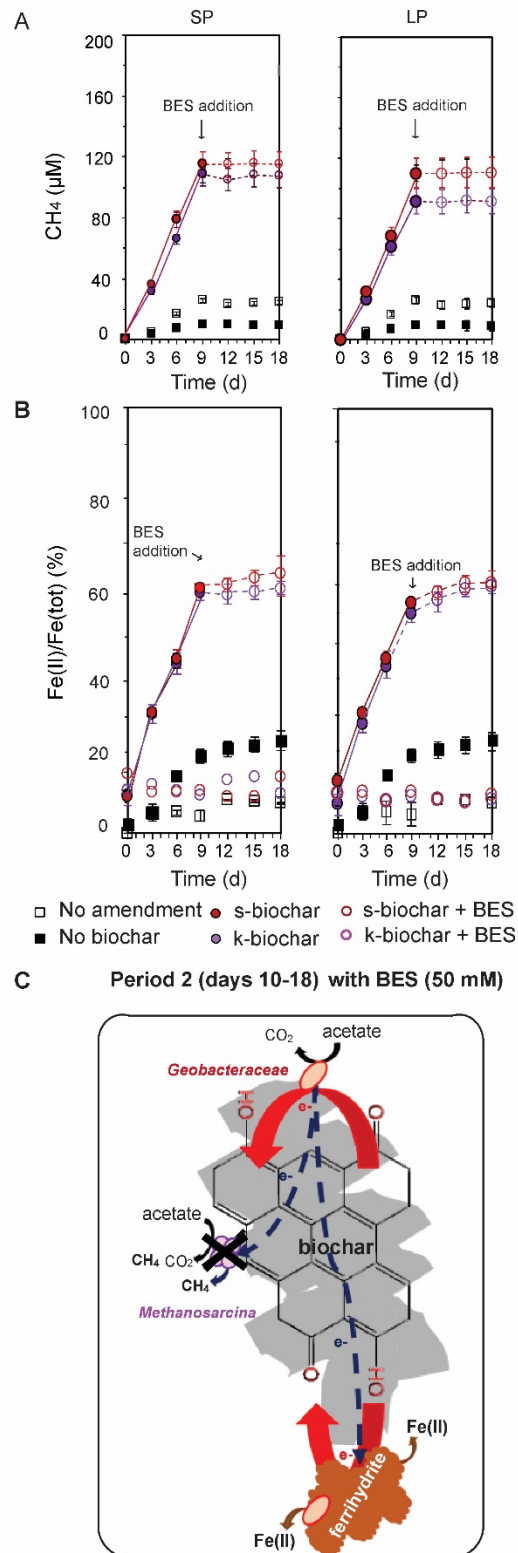 A
SP
LP
200
160
120
80
40
0
CH₄ (µM)
BES addition
BES addition
0 3 6 9 12 15 18
0 3 6 9 12 15 18
Time (d)
Time (d)
B
100
80
60
40
20
0
Fe(II)/Fe(tot) (%)
BES
addition
BES addition
0 3 6 9 12 15 18
0 3 6 9 12 15 18
Time (d)
Time (d)
No amendment
s-biochar
s-biochar + BES
No biochar
k-biochar
k-biochar + BES
C Period 2 (days 10-18) with BES (50 mM)
CO₂
acetate
Geobacteraceae
OH
O
e-
e-
acetate
biochar
CH₄ CO₂
CH₄
Methanosarcina
e-
O
HO
Fe(II)
e-
ferrihydrite
Fe(II)